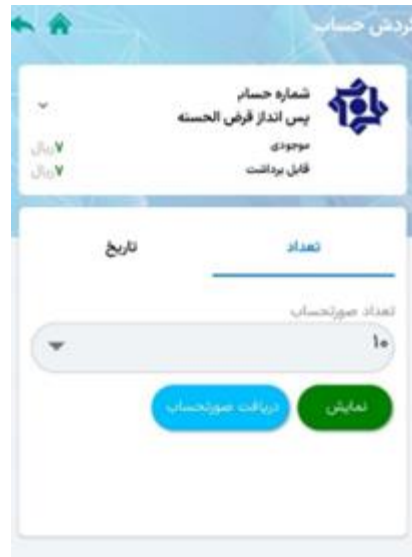 گردش حساب
شماره حساب
پس انداز قرض الحسنه
موجودی
۷ریال
قابل برداشت
۷ریال
تعداد
تاریخ
تعداد صورتحساب
۱۰
نمایش
دریافت صورتحساب